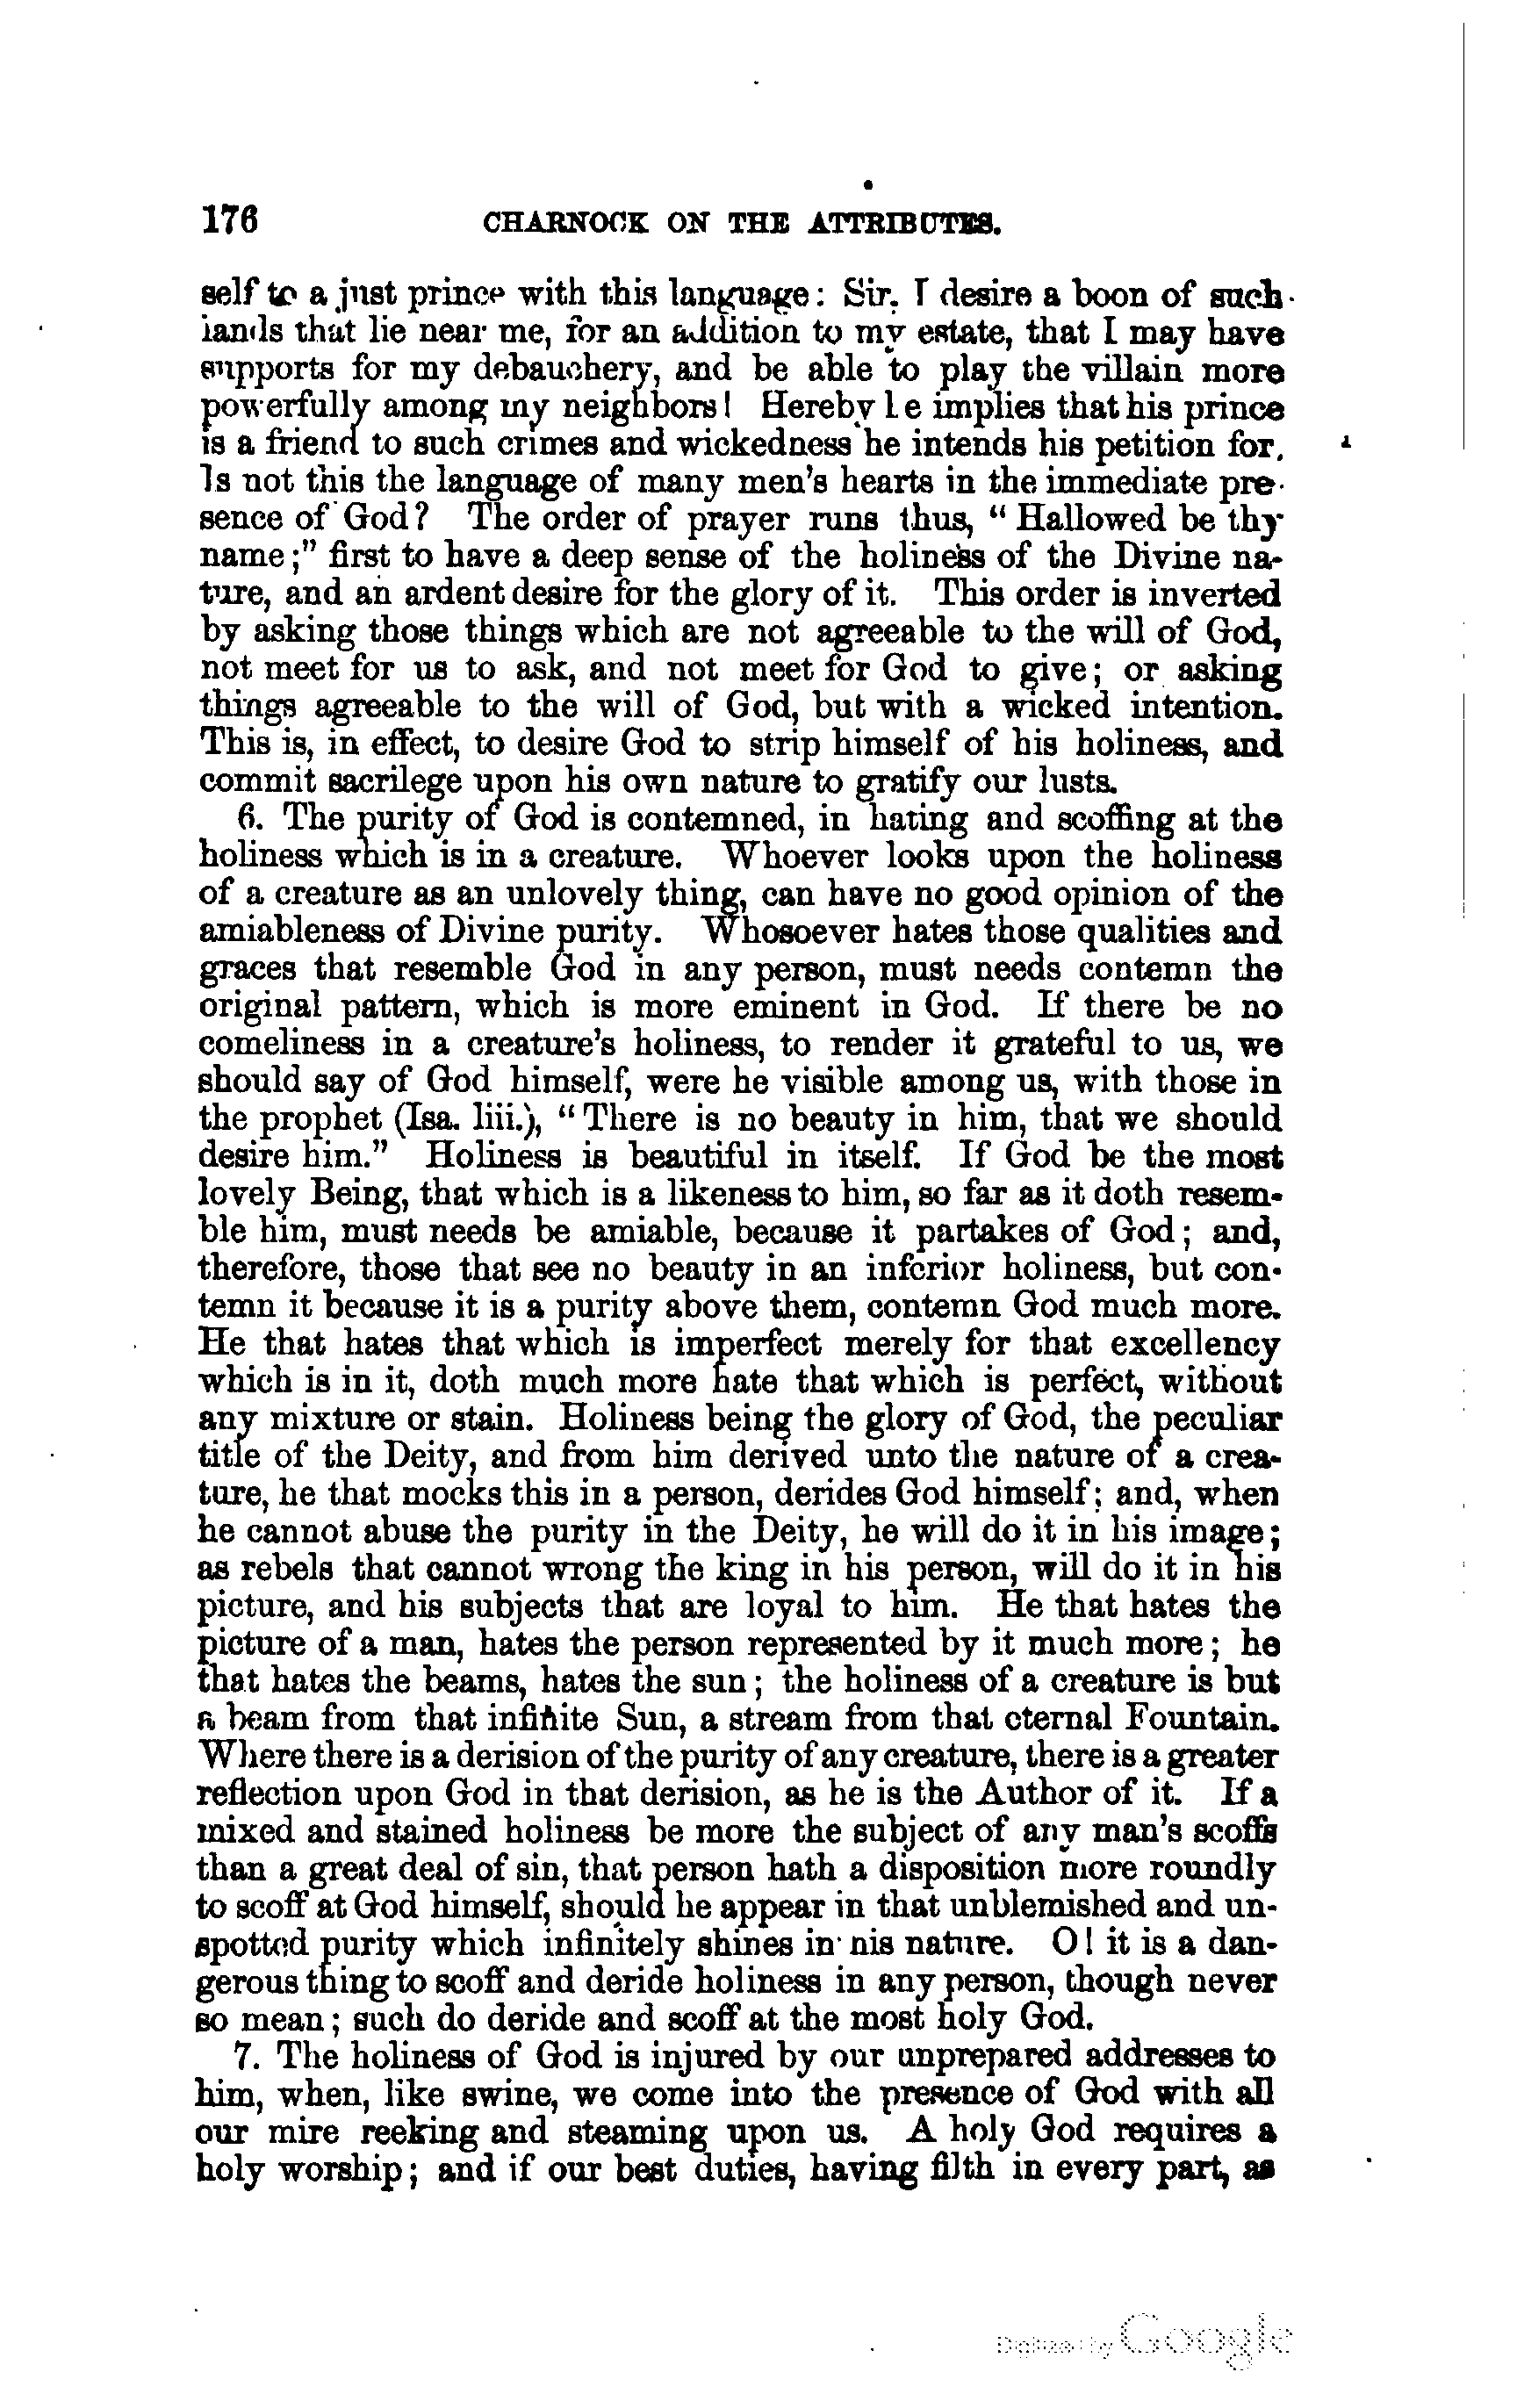 176 CHARNOCK ON THE ATTRIBUTES.
self to a just prince with this language: Sir, I desire a boon of such
lands that lie near me, for an addition to my estate, that I may have
supports for my debauchery, and be able to play the villain more
powerfully among my neighbors! Hereby he implies that his prince
is a friend to such crimes and wickedness he intends his petition for.
Is not this the language of many men's hearts in the immediate pre-
sence of God? The order of prayer runs thus, "Hallowed be thy
name;" first to have a deep sense of the holiness of the Divine na-
ture, and an ardent desire for the glory of it. This order is inverted
by asking those things which are not agreeable to the will of God,
not meet for us to ask, and not meet for God to give; or asking
things agreeable to the will of God, but with a wicked intention.
This is, in effect, to desire God to strip himself of his holiness, and
commit sacrilege upon his own nature to gratify our lusts.
6. The purity of God is contemned, in hating and scoffing at the
holiness which is in a creature. Whoever looks upon the holiness
of a creature as an unlovely thing, can have no good opinion of the
amiableness of Divine purity. Whosoever hates those qualities and
graces that resemble God in any person, must needs contemn the
original pattern, which is more eminent in God. If there be no
comeliness in a creature's holiness, to render it grateful to us, we
should say of God himself, were he visible among us, with those in
the prophet (Isa. liii.), "There is no beauty in him, that we should
desire him." Holiness is beautiful in itself. If God be the most
lovely Being, that which is a likeness to him, so far as it doth resem-
ble him, must needs be amiable, because it partakes of God; and,
therefore, those that see no beauty in an inferior holiness, but con-
temn it because it is a purity above them, contemn God much more.
He that hates that which is imperfect merely for that excellency
which is in it, doth much more hate that which is perfect, without
any mixture or stain. Holiness being the glory of God, the peculiar
title of the Deity, and from him derived unto the nature of a crea-
ture, he that mocks this in a person, derides God himself; and, when
he cannot abuse the purity in the Deity, he will do it in his image;
as rebels that cannot wrong the king in his person, will do it in his
picture, and his subjects that are loyal to him. He that hates the
picture of a man, hates the person represented by it much more; he
that hates the beams, hates the sun; the holiness of a creature is but
a beam from that infinite Sun, a stream from that eternal Fountain.
Where there is a derision of the purity of any creature, there is a greater
reflection upon God in that derision, as he is the Author of it. If a
mixed and stained holiness be more the subject of any man's scoffs
than a great deal of sin, that person hath a disposition more roundly
to scoff at God himself, should he appear in that unblemished and un-
spotted purity which infinitely shines in his nature. O! it is a dan-
gerous thing to scoff and deride holiness in any person, though never
so mean; such do deride and scoff at the most holy God.
7. The holiness of God is injured by our unprepared addresses to
him, when, like swine, we come into the presence of God with all
our mire reeking and steaming upon us. A holy God requires a
holy worship; and if our best duties, having filth in every part, as
Digitized by Google